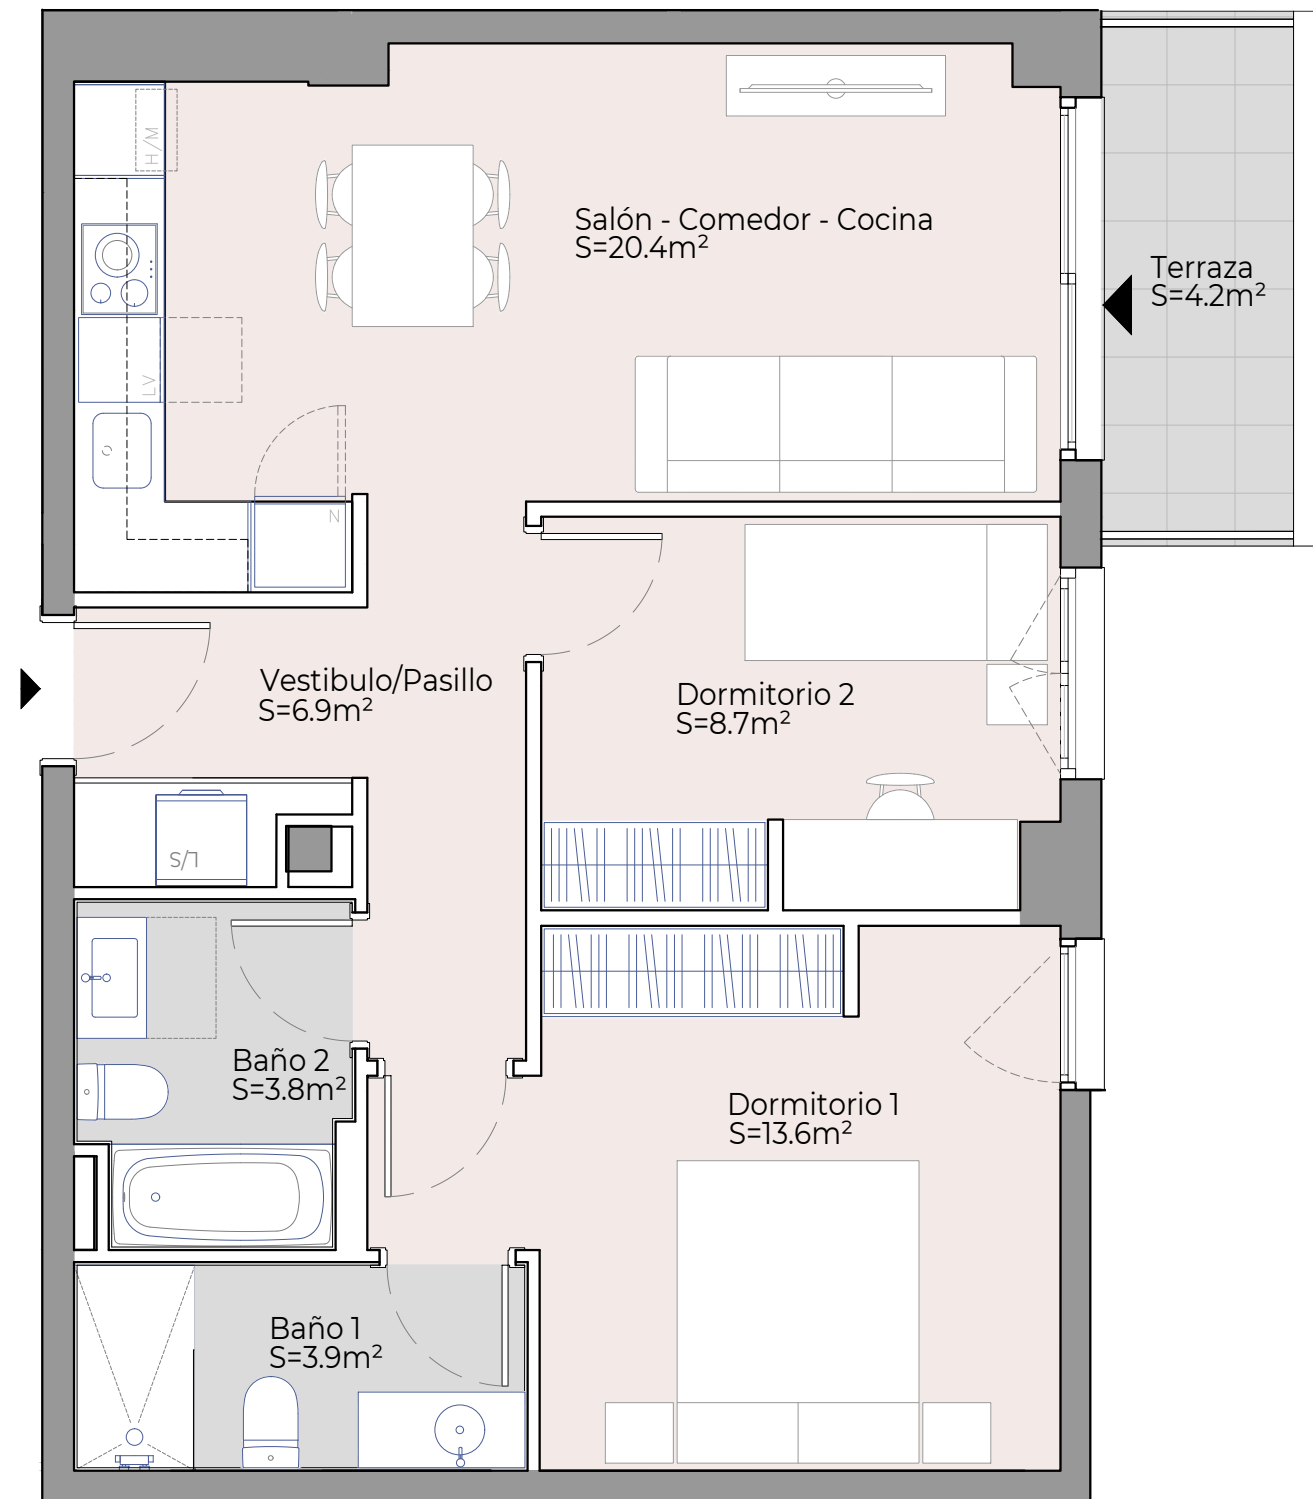 H/M
Salón - Comedor - Cocina
S=20.4m²
Terraza
S=4.2m²
LV
N
Vestibulo/Pasillo
S=6.9m²
Dormitorio 2
S=8.7m²
S/L
Baño 2
S=3.8m²
Dormitorio 1
S=13.6m²
Baño 1
S=3.9m²